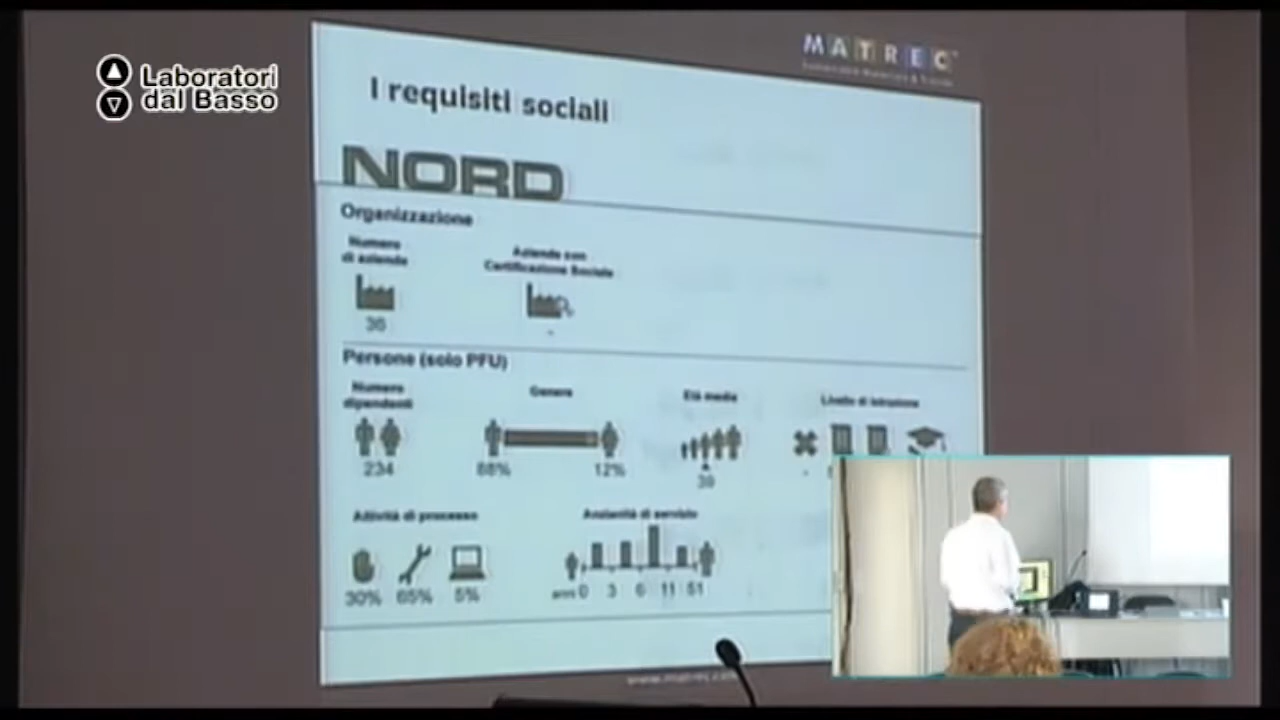 Laboratori
dal Basso
MATREC
I requisiti sociali
NORD
Organizzazione
Numero
di aziende
Aziende con
Certificazione Sociale
36
-
Persone (solo PFU)
Numero
dipendenti
Genere
Età media
Livello di istruzione
234
88%
12%
39
-
Attività di processo
Anzianità di servizio
30%
65%
5%
anni 0 3 6 11 51